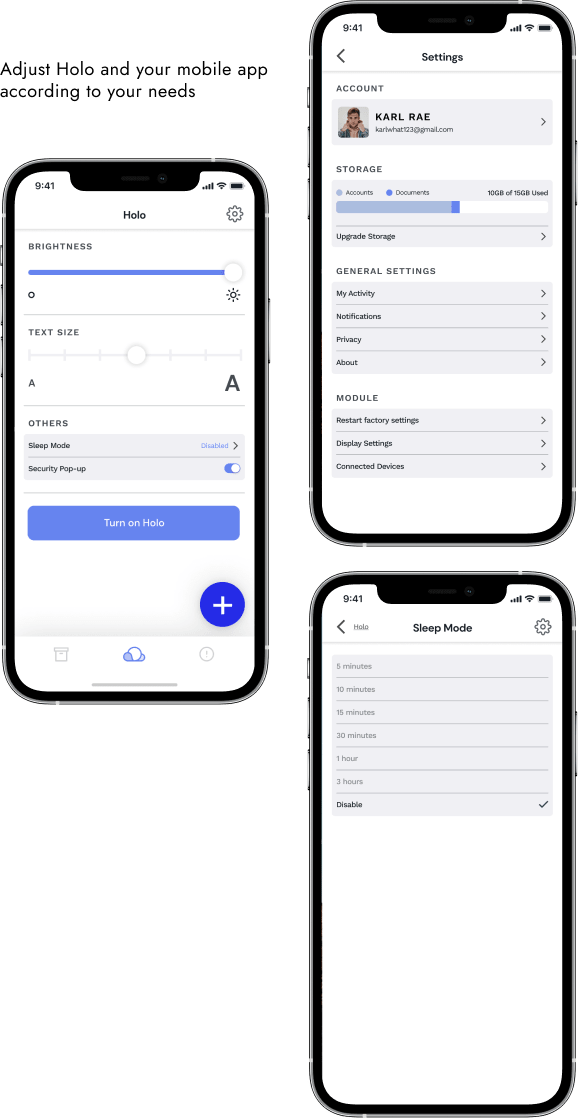 Adjust Holo and your mobile app
according to your needs
9:41
Holo
BRIGHTNESS
TEXT SIZE
A A
OTHERS
Sleep Mode Disabled
Security Pop-up
Turn on Holo
9:41
Settings
ACCOUNT
KARL RAE
karlwhat123@gmail.com
STORAGE
Accounts Documents 10GB of 15GB Used
Upgrade Storage
GENERAL SETTINGS
My Activity
Notifications
Privacy
About
MODULE
Restart factory settings
Display Settings
Connected Devices
9:41
Holo Sleep Mode
5 minutes
10 minutes
15 minutes
30 minutes
1 hour
3 hours
Disable